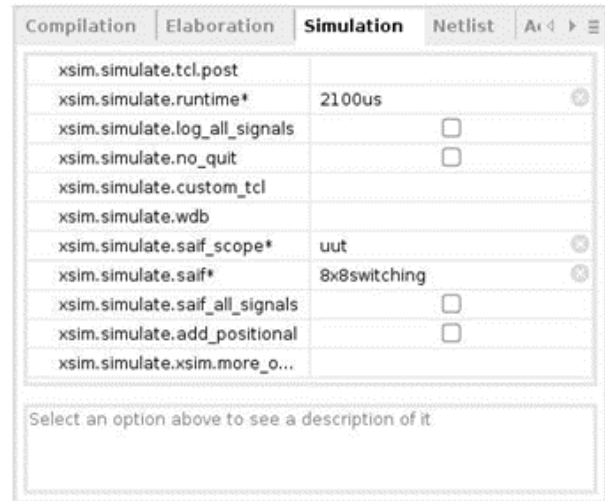 Compilation Elaboration Simulation Netlist
xsim.simulate.tcl.post
xsim.simulate.runtime* 2100us
xsim.simulate.log_all_signals
xsim.simulate.no_quit
xsim.simulate.custom_tcl
xsim.simulate.wdb
xsim.simulate.saif_scope* uut
xsim.simulate.saif* 8x8switching
xsim.simulate.saif_all_signals
xsim.simulate.add_positional
xsim.simulate.xsim.more_o...
Select an option above to see a description of it